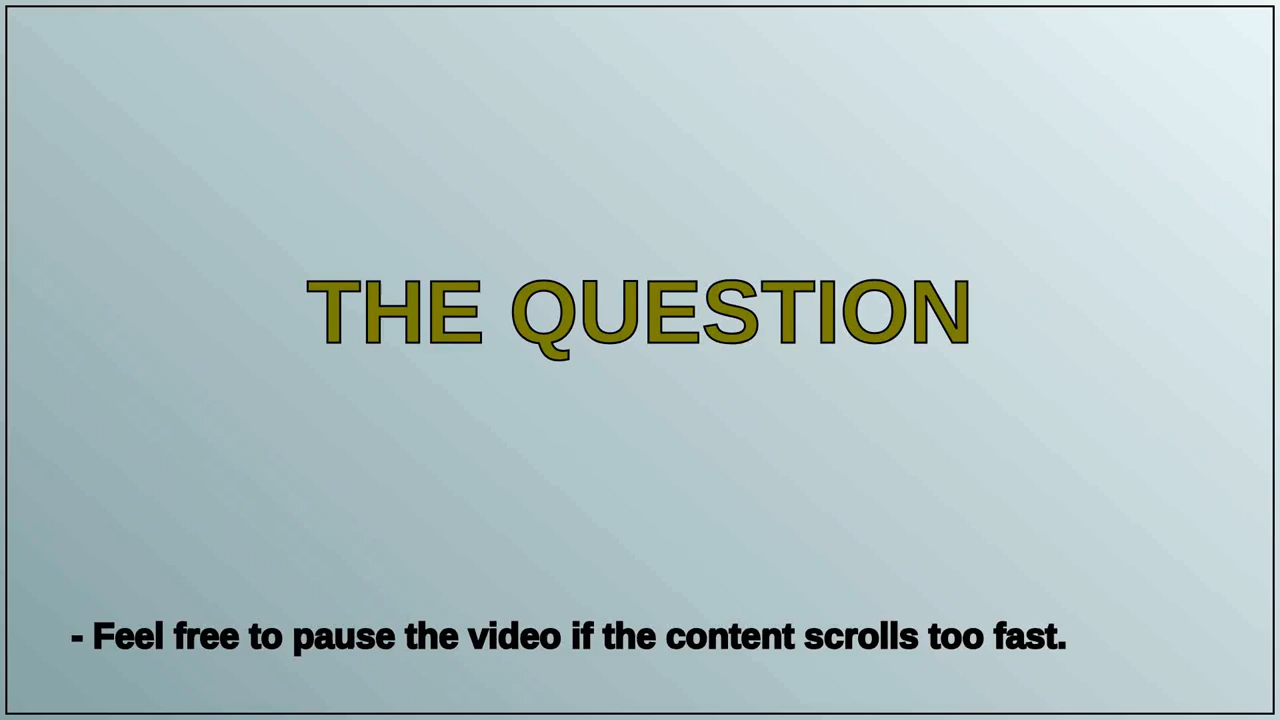 THE QUESTION
- Feel free to pause the video if the content scrolls too fast.